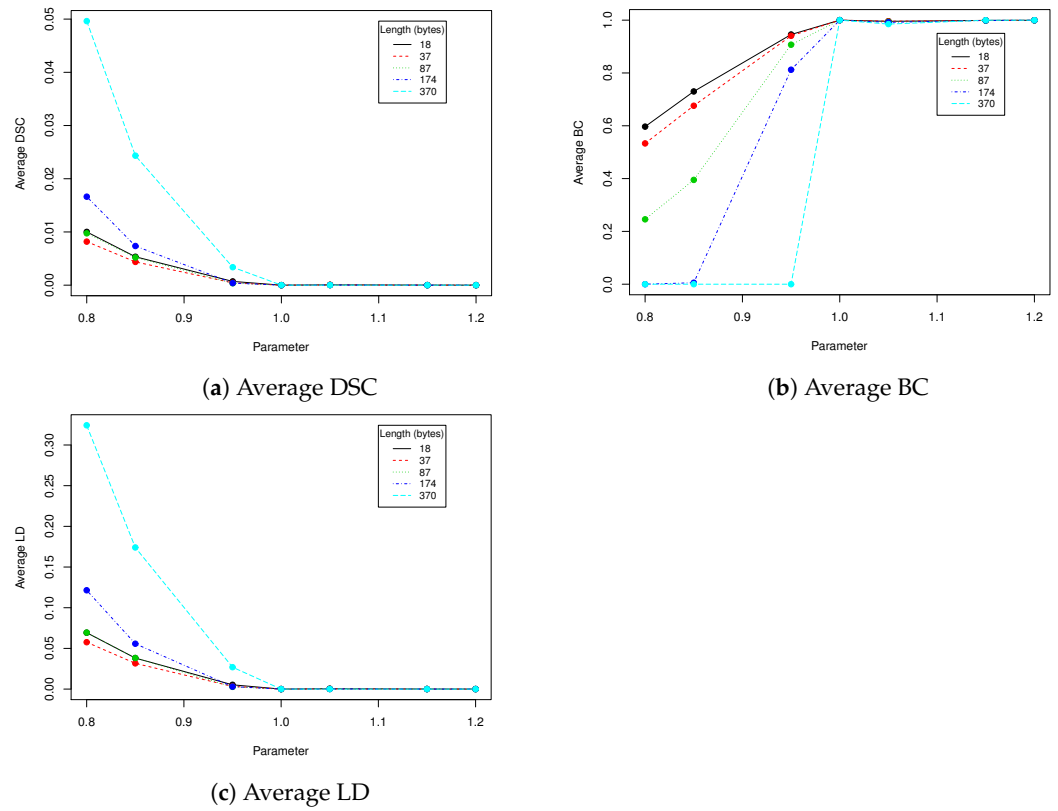 0.05
0.04
0.03
0.02
0.01
0.00
Average DSC
0.8 0.9 1.0 1.1 1.2
Parameter
Length (bytes)
18
37
87
174
370
(a) Average DSC
1.0
0.8
0.6
0.4
0.2
0.0
Average BC
0.8 0.9 1.0 1.1 1.2
Parameter
Length (bytes)
18
37
87
174
370
(b) Average BC
0.30
0.25
0.20
0.15
0.10
0.05
0.00
Average LD
0.8 0.9 1.0 1.1 1.2
Parameter
Length (bytes)
18
37
87
174
370
(c) Average LD